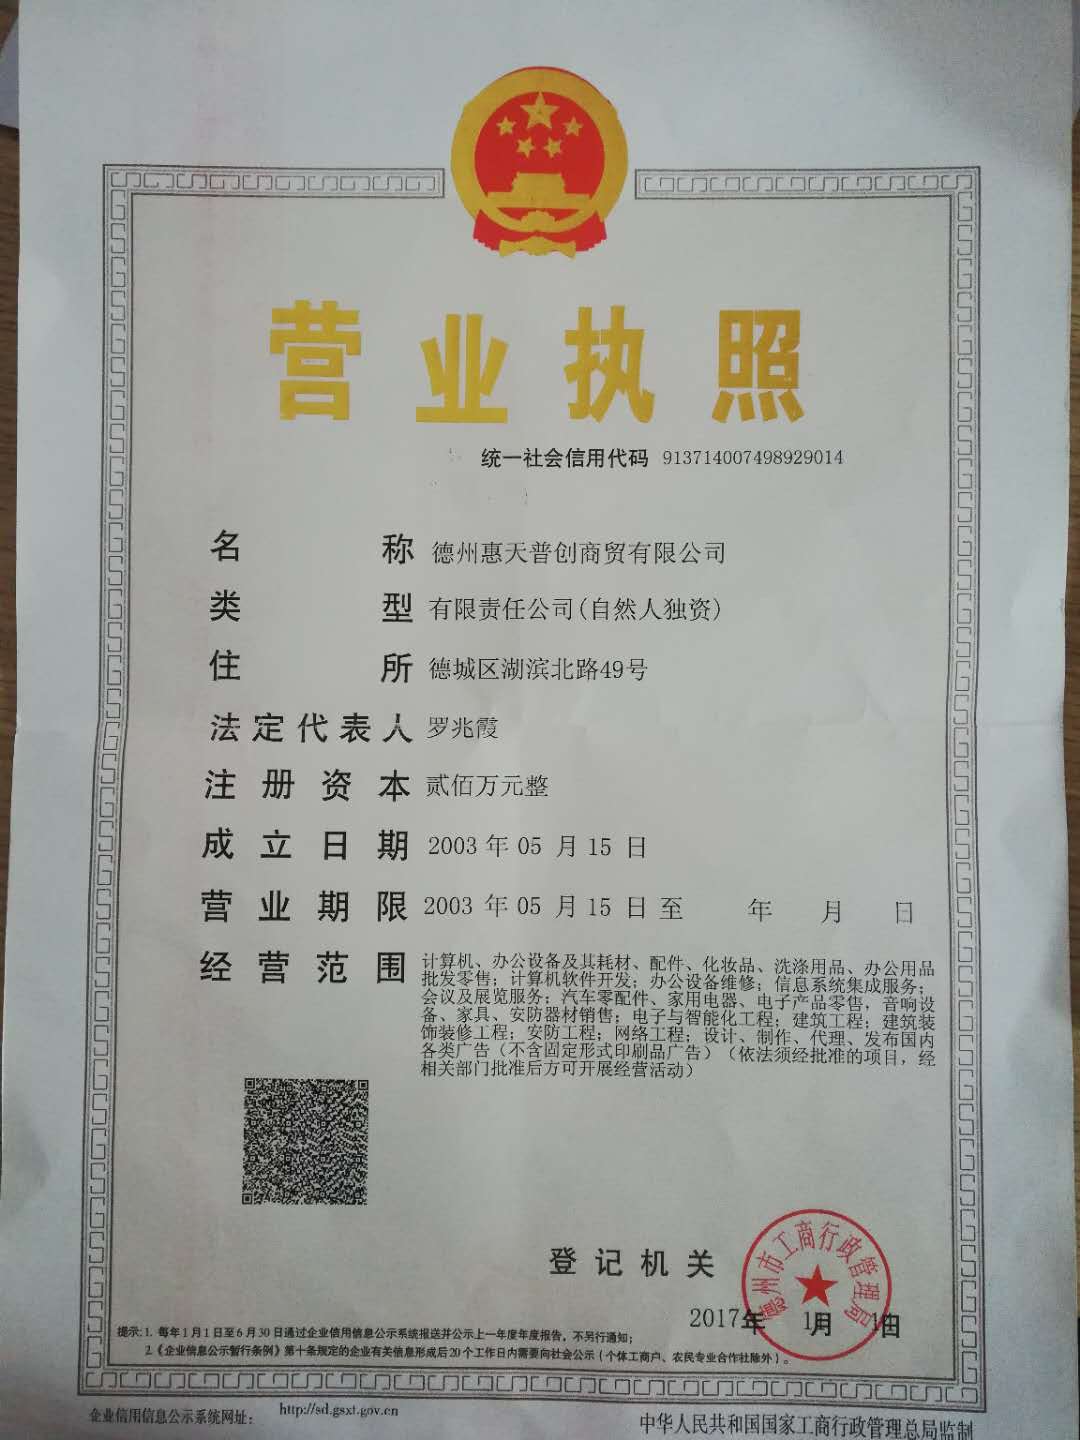 营业执照
统一社会信用代码 913714007498929014
名称 德州惠天普创商贸有限公司
类型 有限责任公司(自然人独资)
住所 德城区湖滨北路49号
法定代表人 罗兆霞
注册资本 贰佰万元整
成立日期 2003 年 05 月 15 日
营业期限 2003 年 05 月 15 日 至 年 月 日
经营范围 计算机、办公设备及其耗材、配件、化妆品、洗涤用品、办公用品
批发零售；计算机软件开发；办公设备维修；信息系统集成服务；
会议及展览服务；汽车零配件、家用电器、电子产品零售，音响设
备、家具、安防器材销售；电子与智能化工程；建筑工程；建筑装
饰装修工程；安防工程；网络工程；设计、制作、代理、发布国内
各类广告（不含固定形式印刷品广告）（依法须经批准的项目，经
相关部门批准后方可开展经营活动）
登记机关
德州市工商行政管理局
2017年 月 日
提示：1. 每年1月1日至6月30日通过企业信用信息公示系统报送并公示上一年度年度报告，不另行通知；
2.《企业信息公示暂行条例》第十条规定的企业有关信息形成后20个工作日内需要向社会公示（个体工商户、农民专业合作社除外）。
企业信用信息公示系统网址： http://sd.gsxt.gov.cn
中华人民共和国国家工商行政管理总局监制